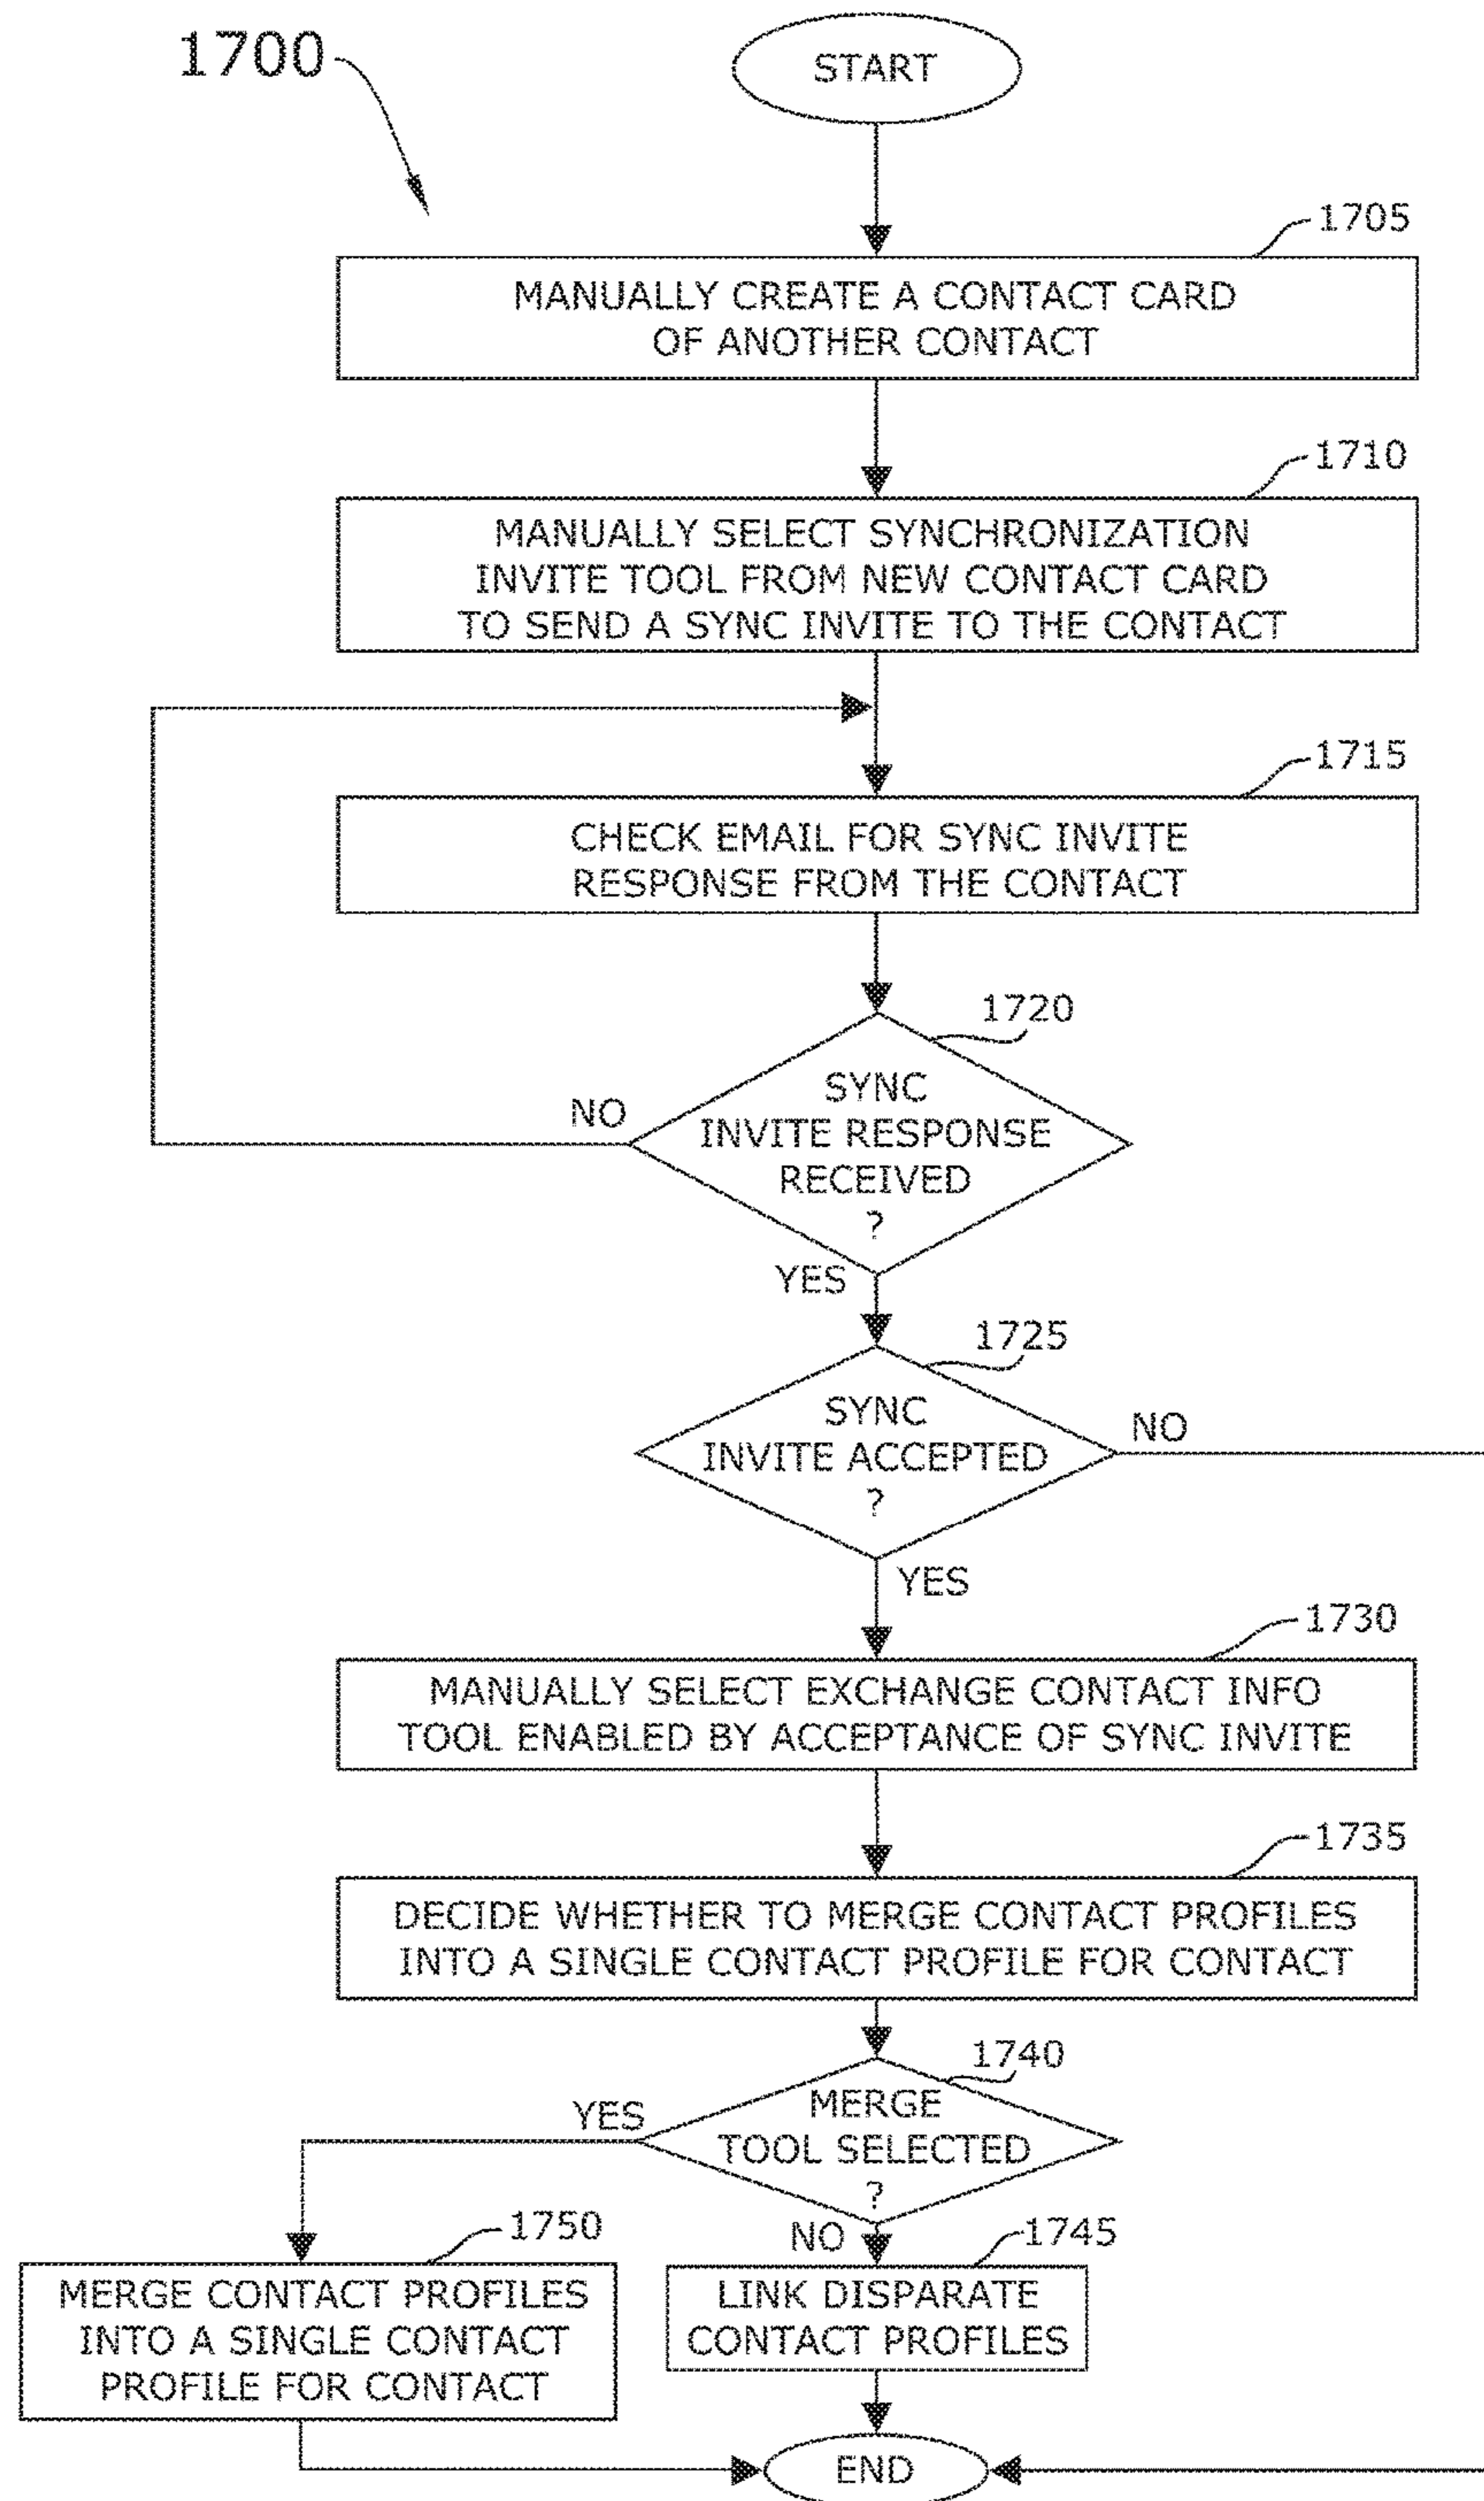 1700
START
1705
MANUALLY CREATE A CONTACT CARD
OF ANOTHER CONTACT
1710
MANUALLY SELECT SYNCHRONIZATION
INVITE TOOL FROM NEW CONTACT CARD
TO SEND A SYNC INVITE TO THE CONTACT
1715
CHECK EMAIL FOR SYNC INVITE
RESPONSE FROM THE CONTACT
1720
SYNC
INVITE RESPONSE
RECEIVED
?
NO
YES
1725
SYNC
INVITE ACCEPTED
?
NO
YES
1730
MANUALLY SELECT EXCHANGE CONTACT INFO
TOOL ENABLED BY ACCEPTANCE OF SYNC INVITE
1735
DECIDE WHETHER TO MERGE CONTACT PROFILES
INTO A SINGLE CONTACT PROFILE FOR CONTACT
1740
MERGE
TOOL SELECTED
?
YES
NO
1750
MERGE CONTACT PROFILES
INTO A SINGLE CONTACT
PROFILE FOR CONTACT
1745
LINK DISPARATE
CONTACT PROFILES
END